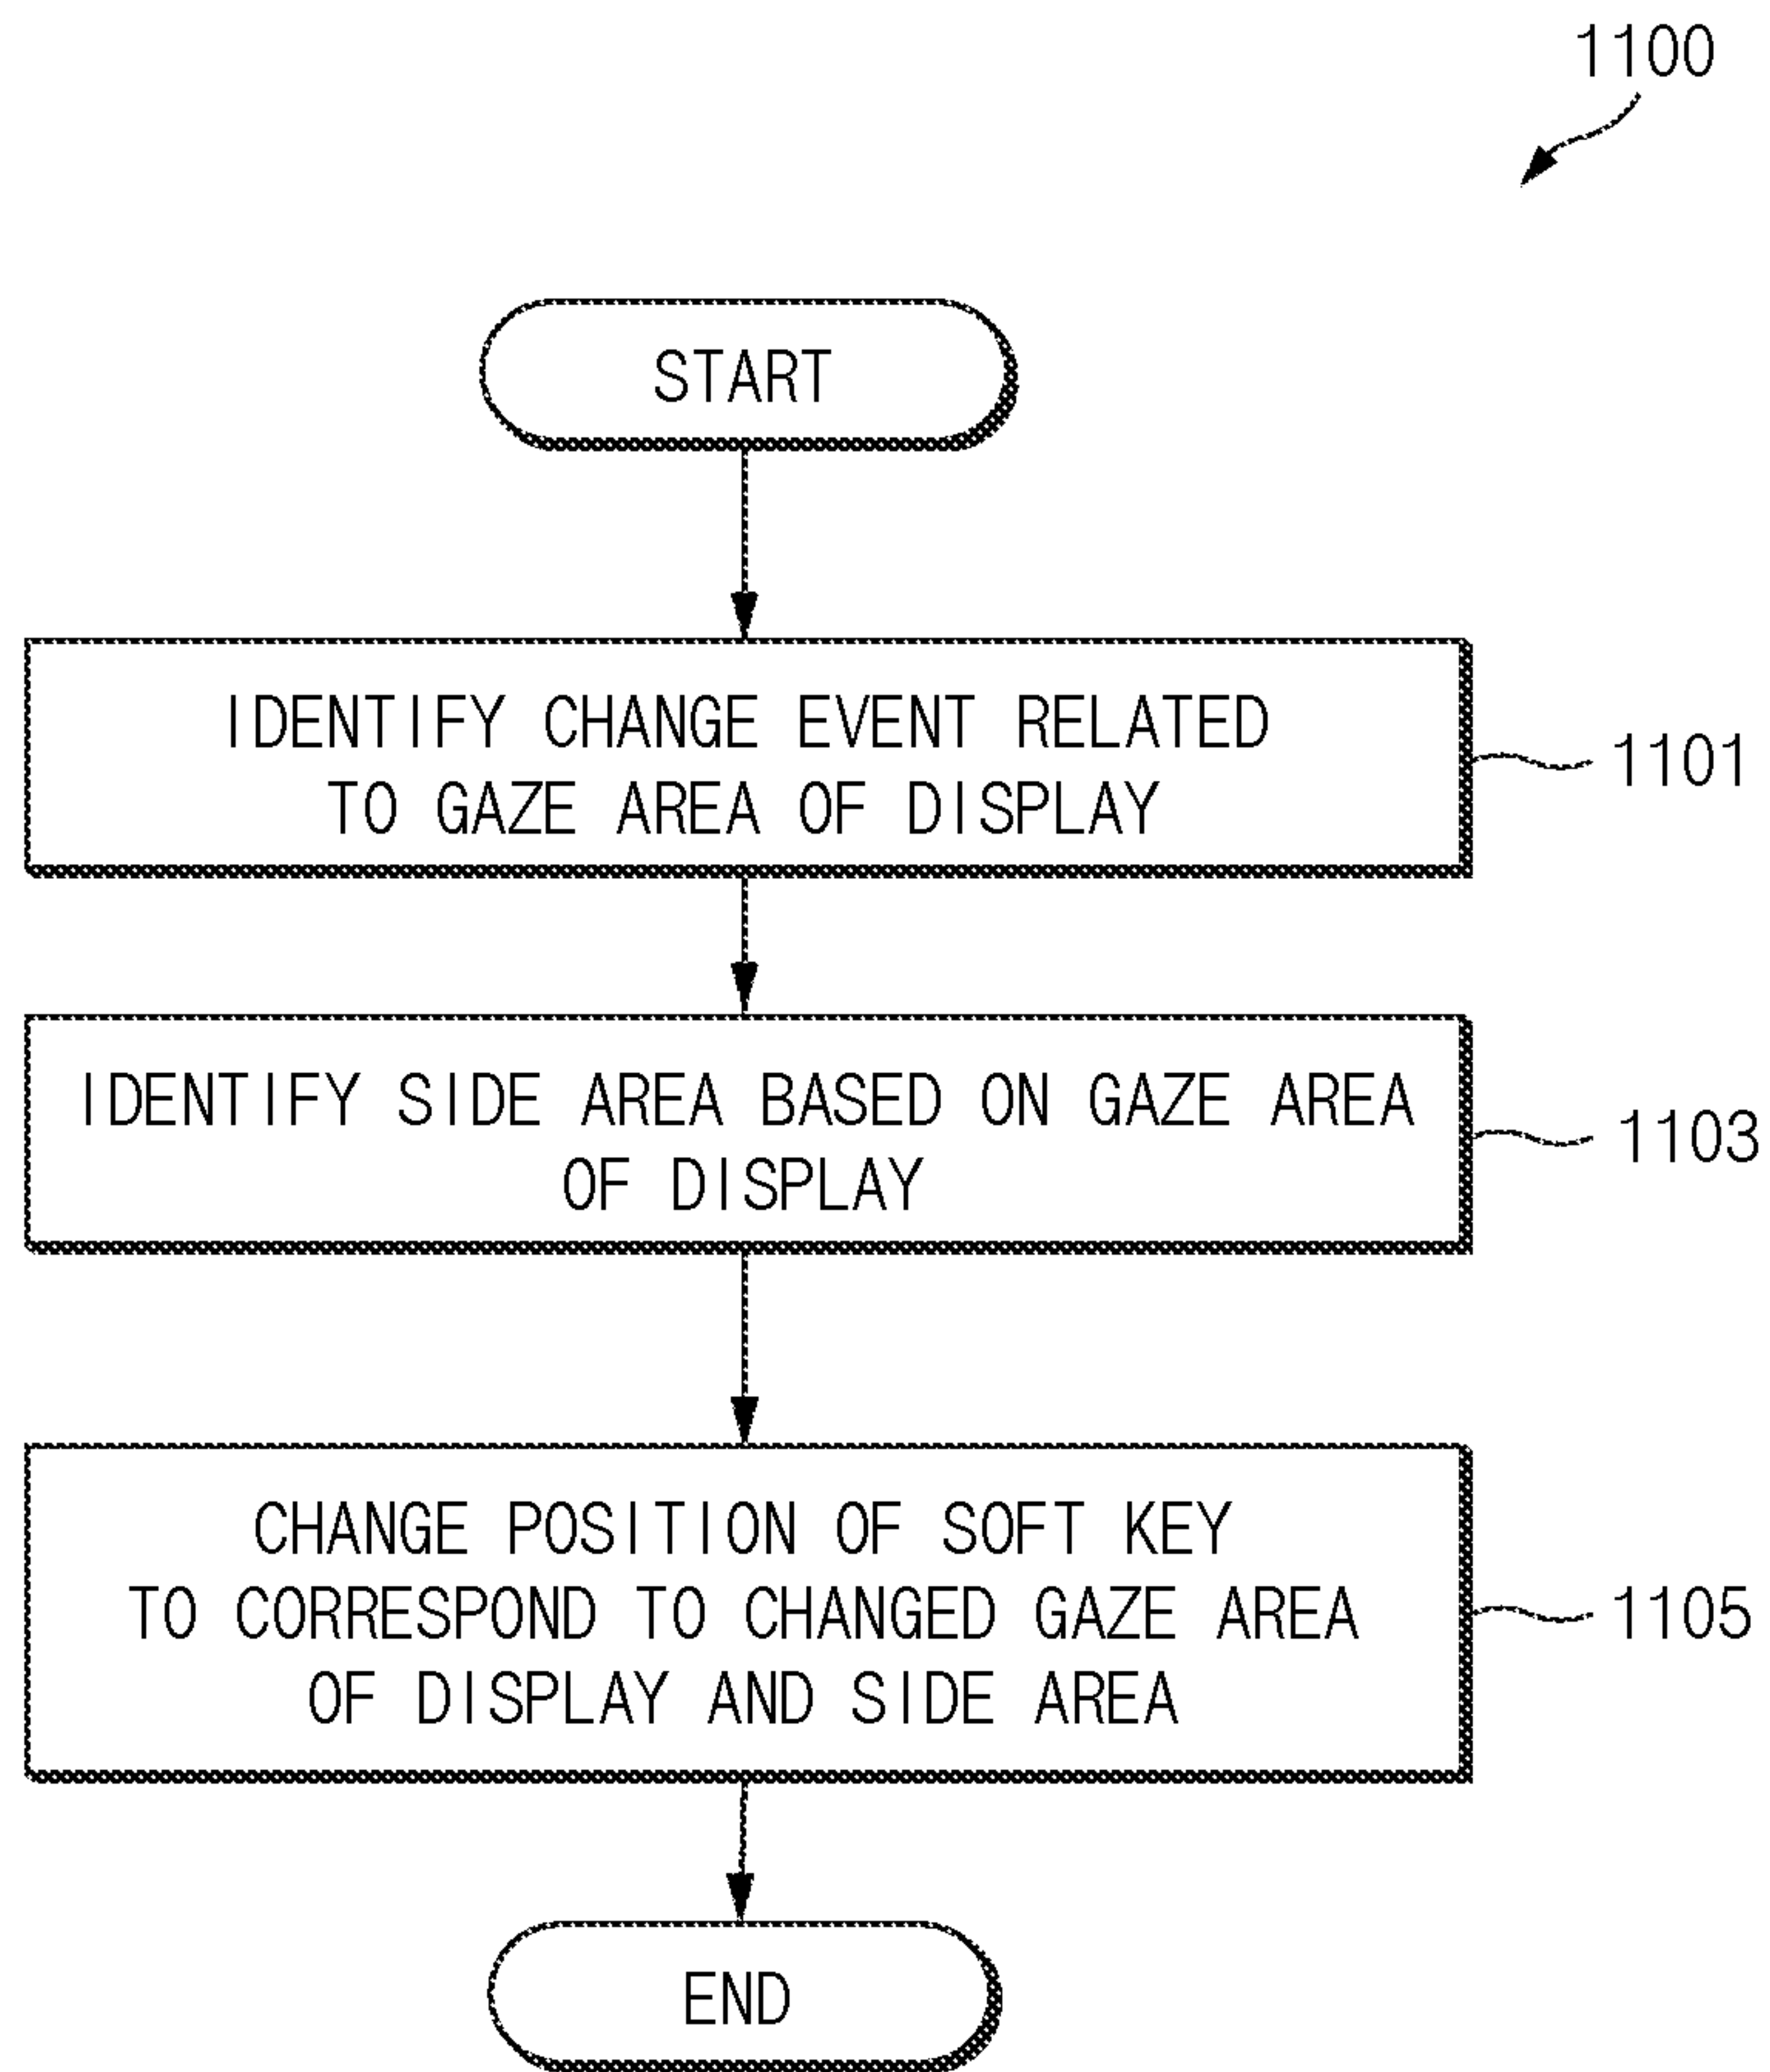 1100
START
IDENTIFY CHANGE EVENT RELATED
TO GAZE AREA OF DISPLAY
1101
IDENTIFY SIDE AREA BASED ON GAZE AREA
OF DISPLAY
1103
CHANGE POSITION OF SOFT KEY
TO CORRESPOND TO CHANGED GAZE AREA
OF DISPLAY AND SIDE AREA
1105
END